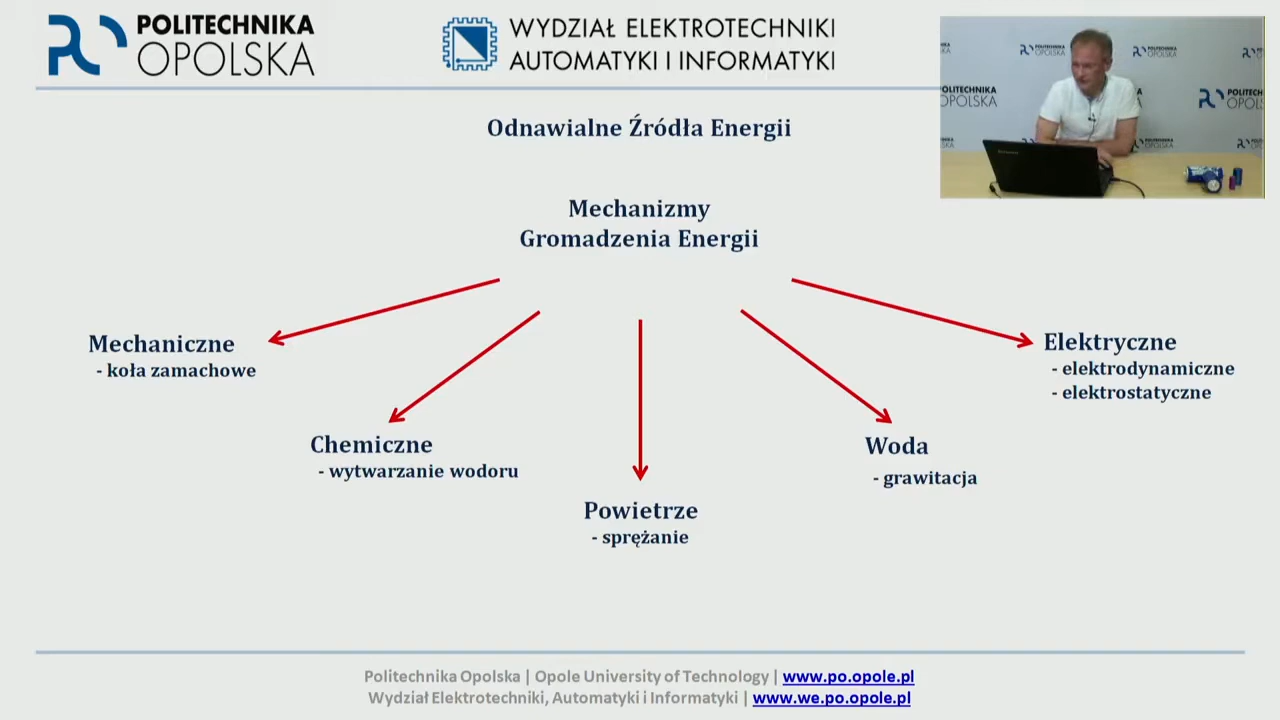 POLITECHNIKA
OPOLSKA
WYDZIAŁ ELEKTROTECHNIKI
AUTOMATYKI I INFORMATYKI
Odnawialne Źródła Energii
Mechanizmy
Gromadzenia Energii
Mechaniczne
- koła zamachowe
Chemiczne
- wytwarzanie wodoru
Powietrze
- sprężanie
Woda
- grawitacja
Elektryczne
- elektrodynamiczne
- elektrostatyczne
Politechnika Opolska | Opole University of Technology | www.po.opole.pl
Wydział Elektrotechniki, Automatyki i Informatyki | www.we.po.opole.pl